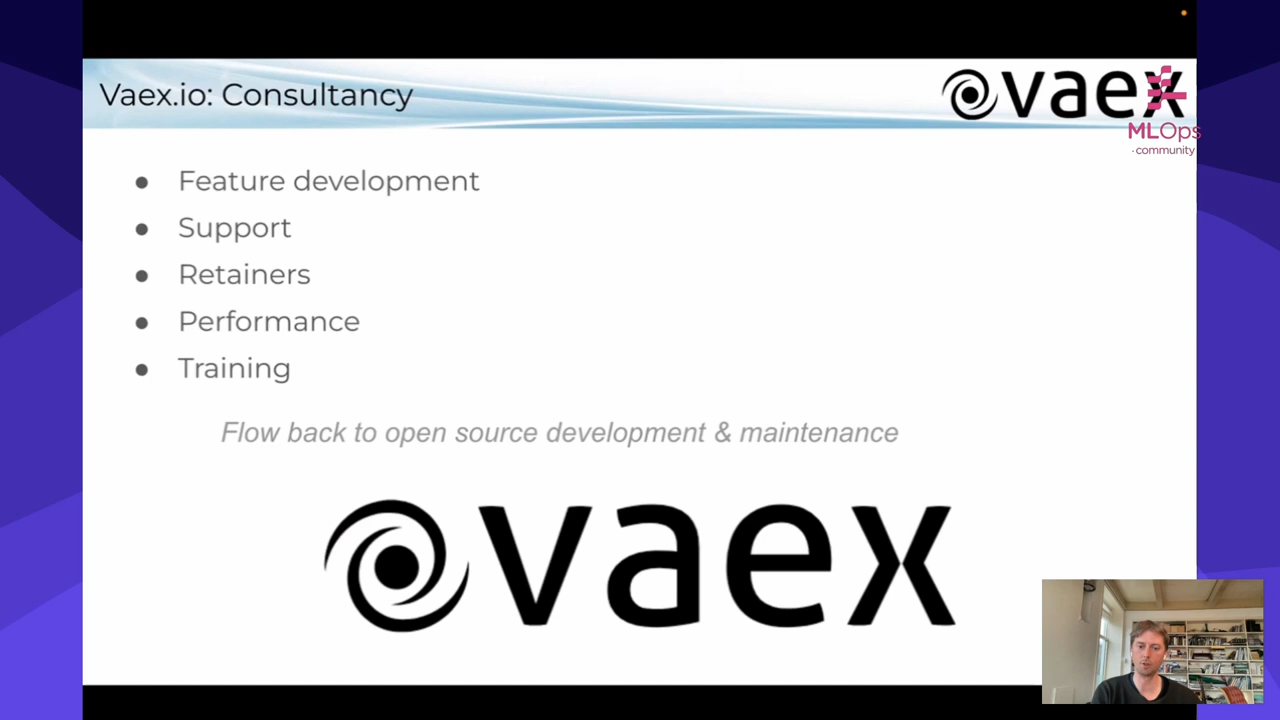 Vaex.io: Consultancy
vaex
MLOps
community
● Feature development
● Support
● Retainers
● Performance
● Training
Flow back to open source development & maintenance
vaex